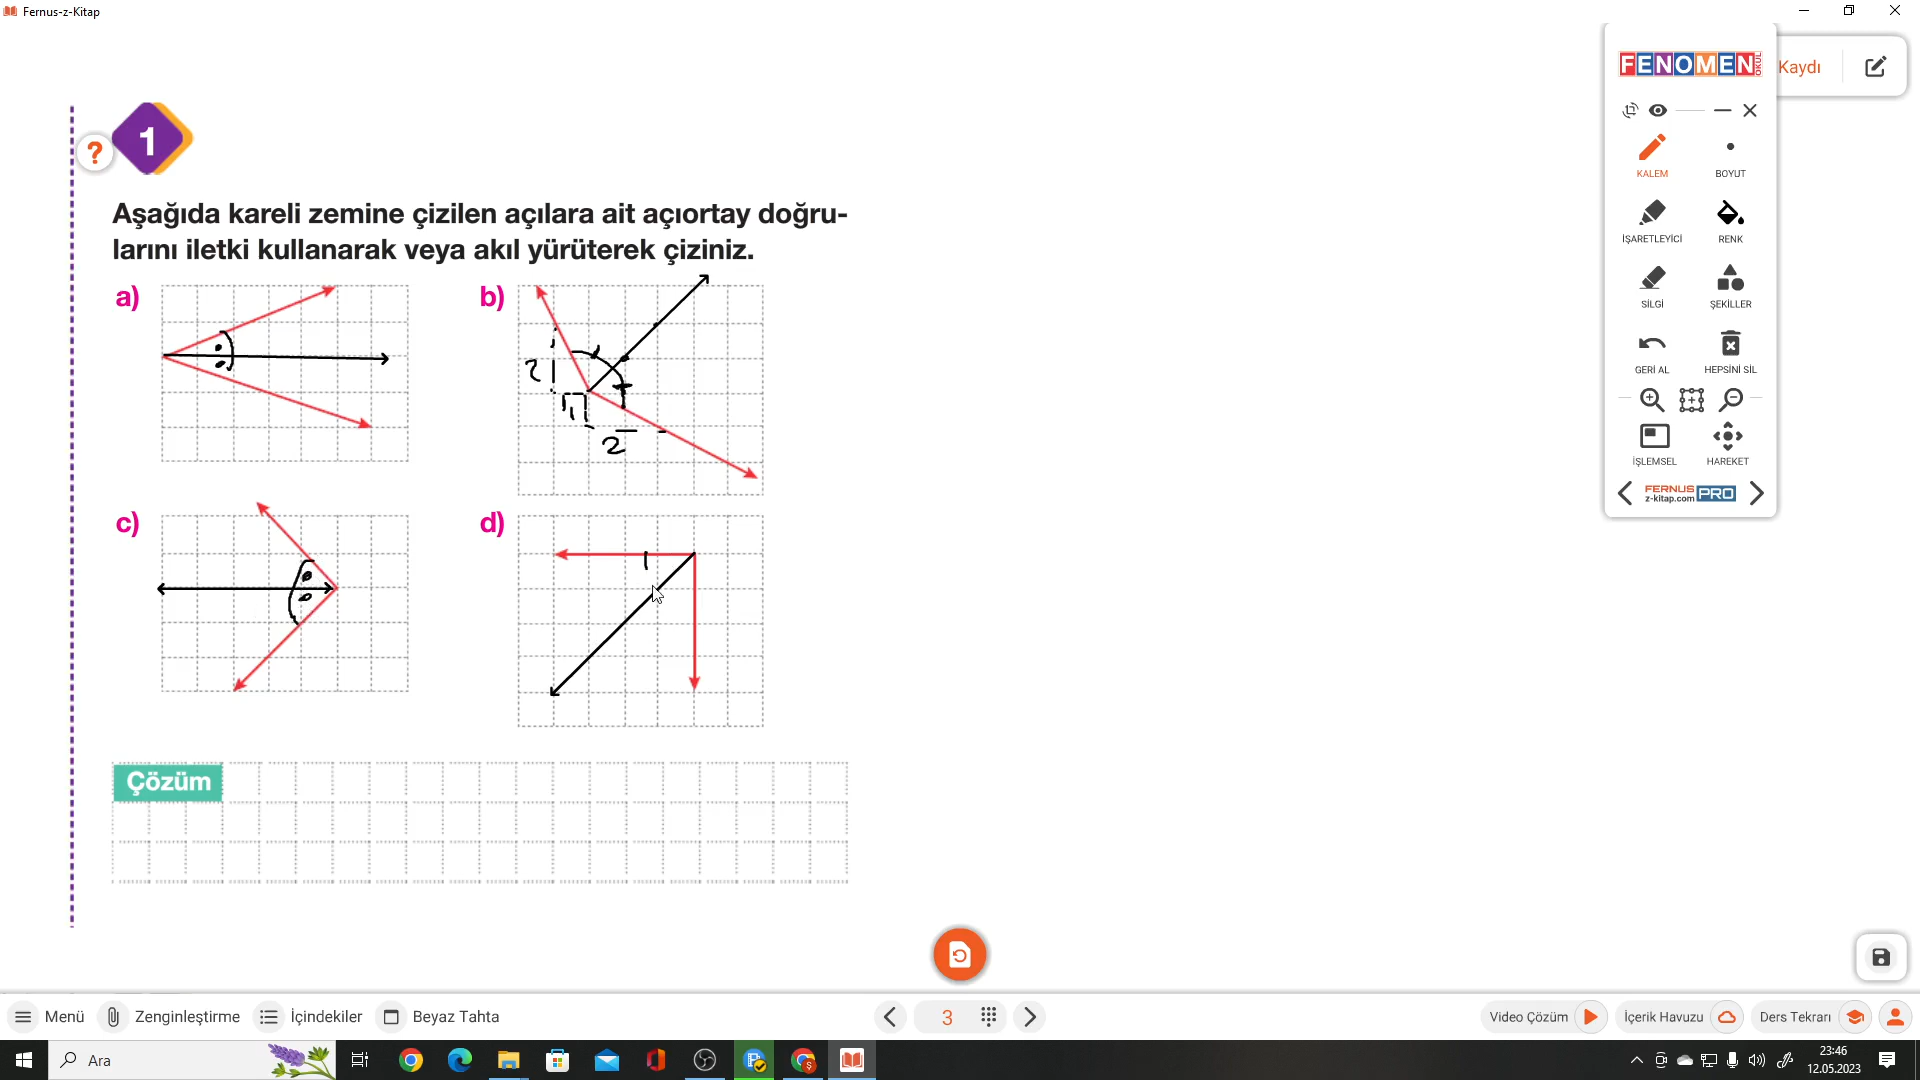 Fernus-z-Kitap
FENOMEN OKUL
Kaydı
1
?
KALEM
BOYUT
Aşağıda kareli zemine çizilen açılara ait açıortay doğru-
larını iletki kullanarak veya akıl yürüterek çiziniz.
İŞARETLEYİCİ
RENK
SİLGİ
ŞEKİLLER
a)
b)
GERİ AL
HEPSİNİ SİL
2
2
İŞLEMSEL
HAREKET
FERNUS
z-kitap.com PRO
c)
d)
Çözüm
Menü
Zenginleştirme
İçindekiler
Beyaz Tahta
3
Video Çözüm
İçerik Havuzu
Ders Tekrarı
Ara
23:46
12.05.2023